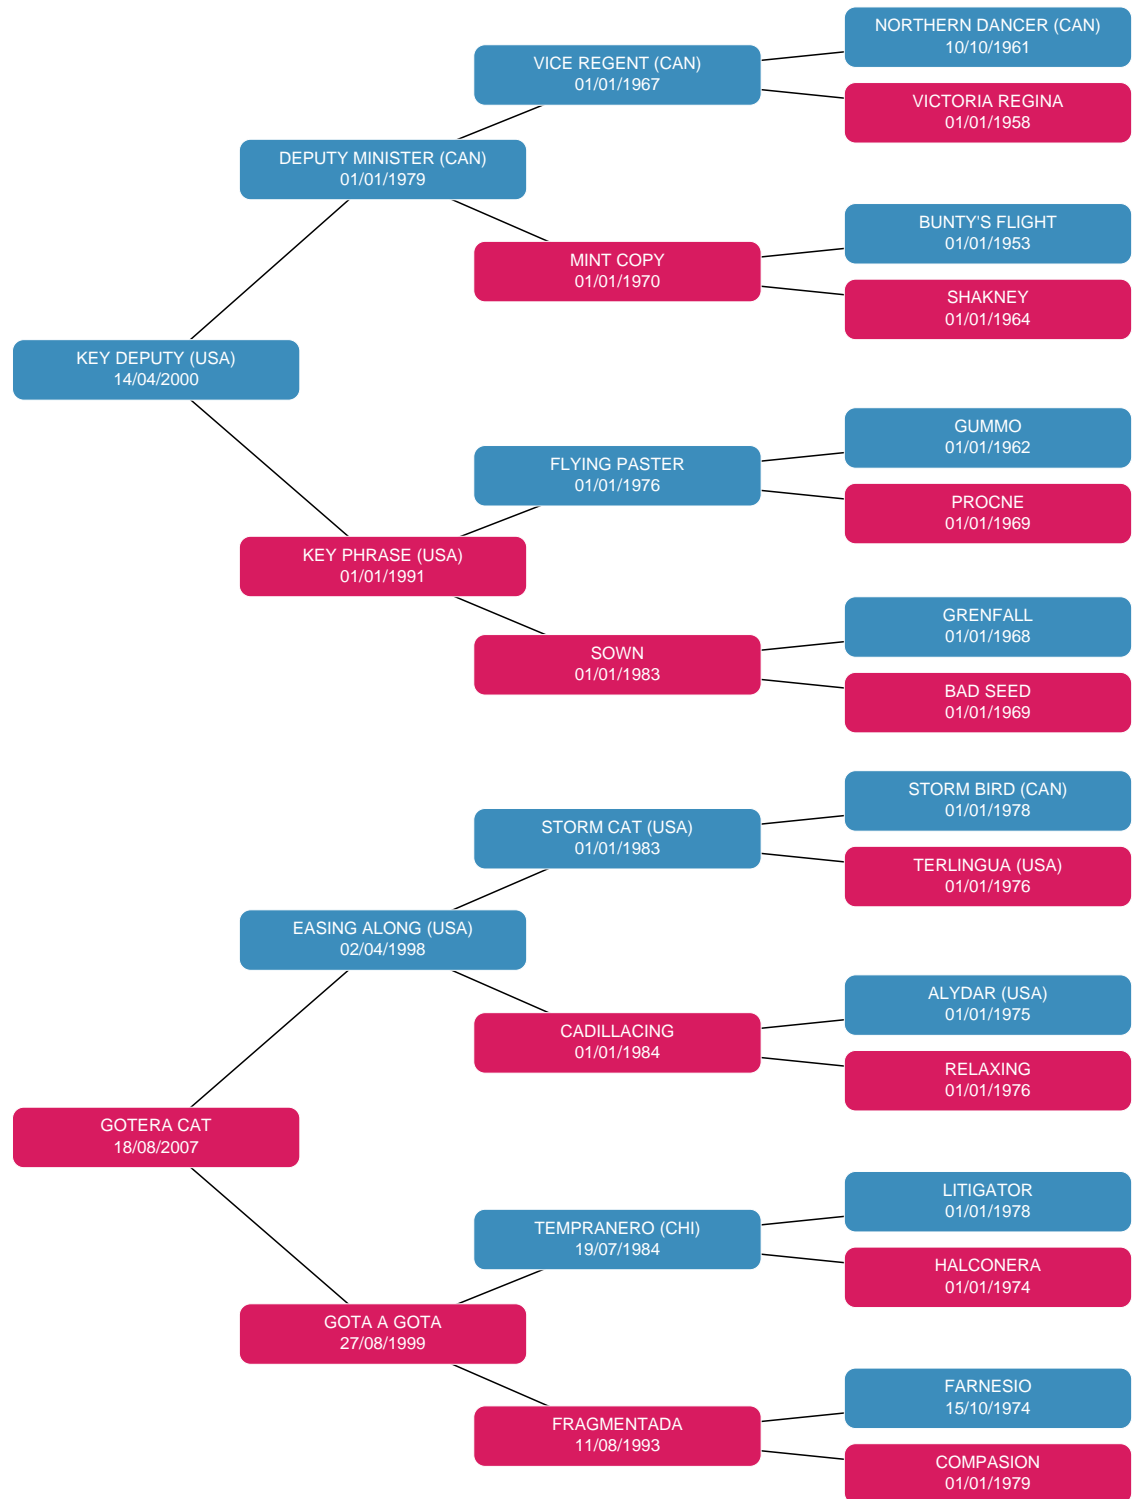 NORTHERN DANCER (CAN)
10/10/1961
VICE REGENT (CAN)
01/01/1967
VICTORIA REGINA
01/01/1958
DEPUTY MINISTER (CAN)
01/01/1979
BUNTY'S FLIGHT
01/01/1953
MINT COPY
01/01/1970
SHAKNEY
01/01/1964
KEY DEPUTY (USA)
14/04/2000
GUMMO
01/01/1962
FLYING PASTER
01/01/1976
PROCNE
01/01/1969
KEY PHRASE (USA)
01/01/1991
GRENFALL
01/01/1968
SOWN
01/01/1983
BAD SEED
01/01/1969
STORM BIRD (CAN)
01/01/1978
STORM CAT (USA)
01/01/1983
TERLINGUA (USA)
01/01/1976
EASING ALONG (USA)
02/04/1998
ALYDAR (USA)
01/01/1975
CADILLACING
01/01/1984
RELAXING
01/01/1976
GOTERA CAT
18/08/2007
LITIGATOR
01/01/1978
TEMPRANERO (CHI)
19/07/1984
HALCONERA
01/01/1974
GOTA A GOTA
27/08/1999
FARNESIO
15/10/1974
FRAGMENTADA
11/08/1993
COMPASION
01/01/1979